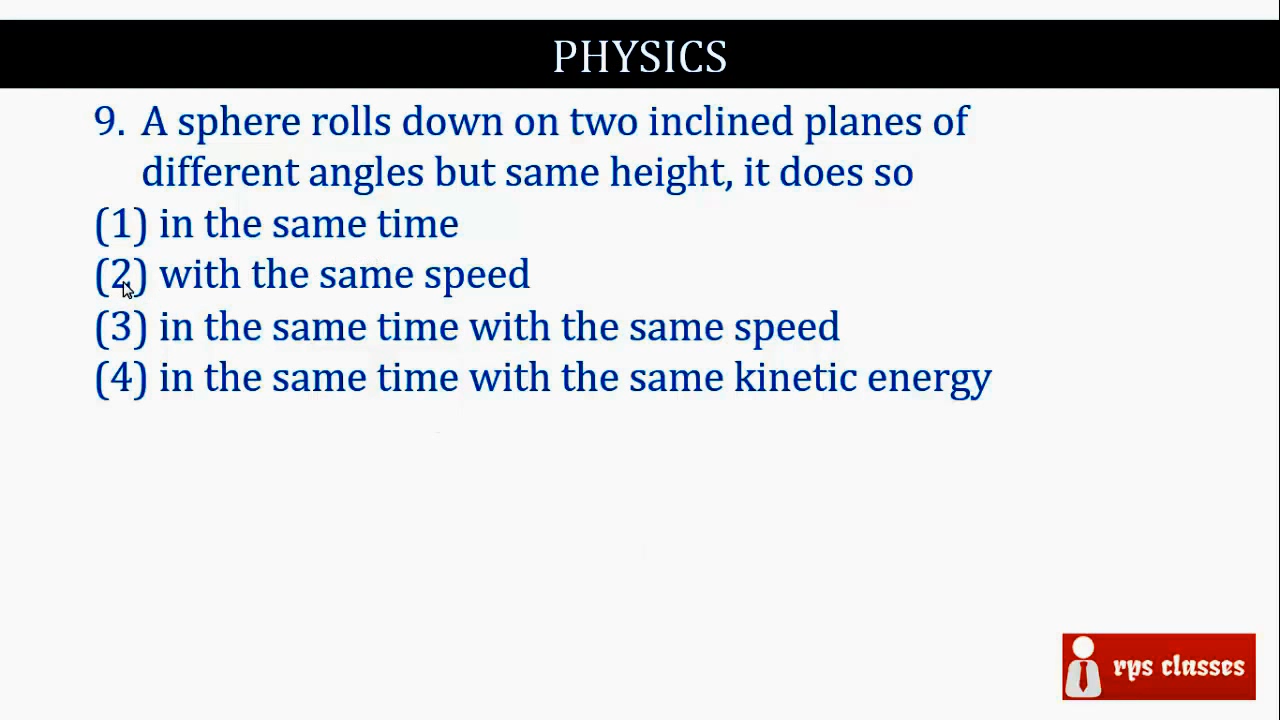 PHYSICS
9. A sphere rolls down on two inclined planes of
different angles but same height, it does so
(1) in the same time
(2) with the same speed
(3) in the same time with the same speed
(4) in the same time with the same kinetic energy
rps classes